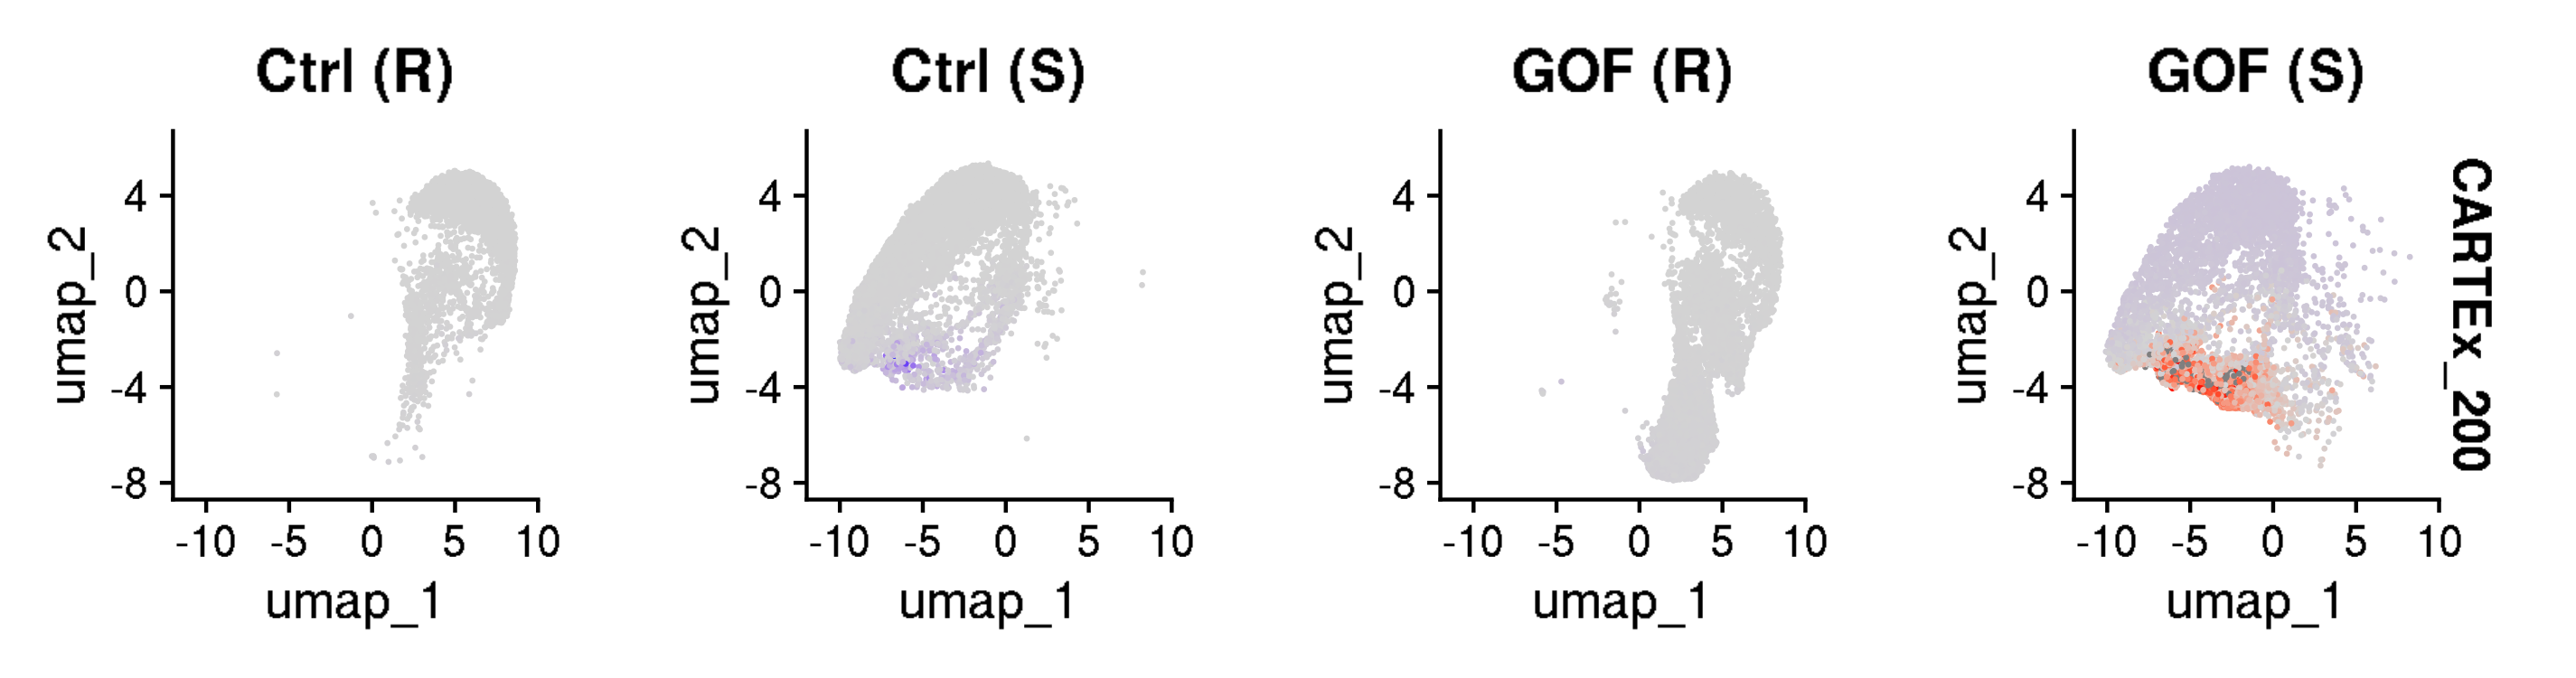 Ctrl (R)
Ctrl (S)
GOF (R)
GOF (S)
umap_2
4
0
-4
-8
-10 -5 0 5 10
umap_1
umap_2
4
0
-4
-8
-10 -5 0 5 10
umap_1
umap_2
4
0
-4
-8
-10 -5 0 5 10
umap_1
umap_2
4
0
-4
-8
-10 -5 0 5 10
umap_1
CARTEx_200